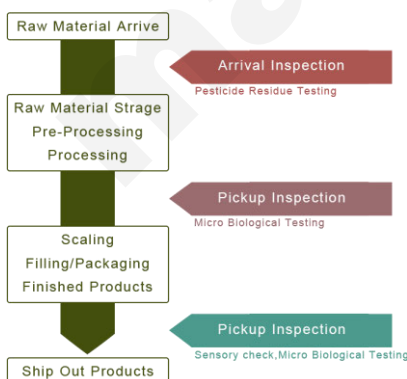 Raw Material Arrive
Arrival Inspection
Pesticide Residue Testing
Raw Material Strage
Pre-Processing
Processing
Pickup Inspection
Micro Biological Testing
Scaling
Filling/Packaging
Finished Products
Pickup Inspection
Sensory check,Micro Biological Testing
Ship Out Products